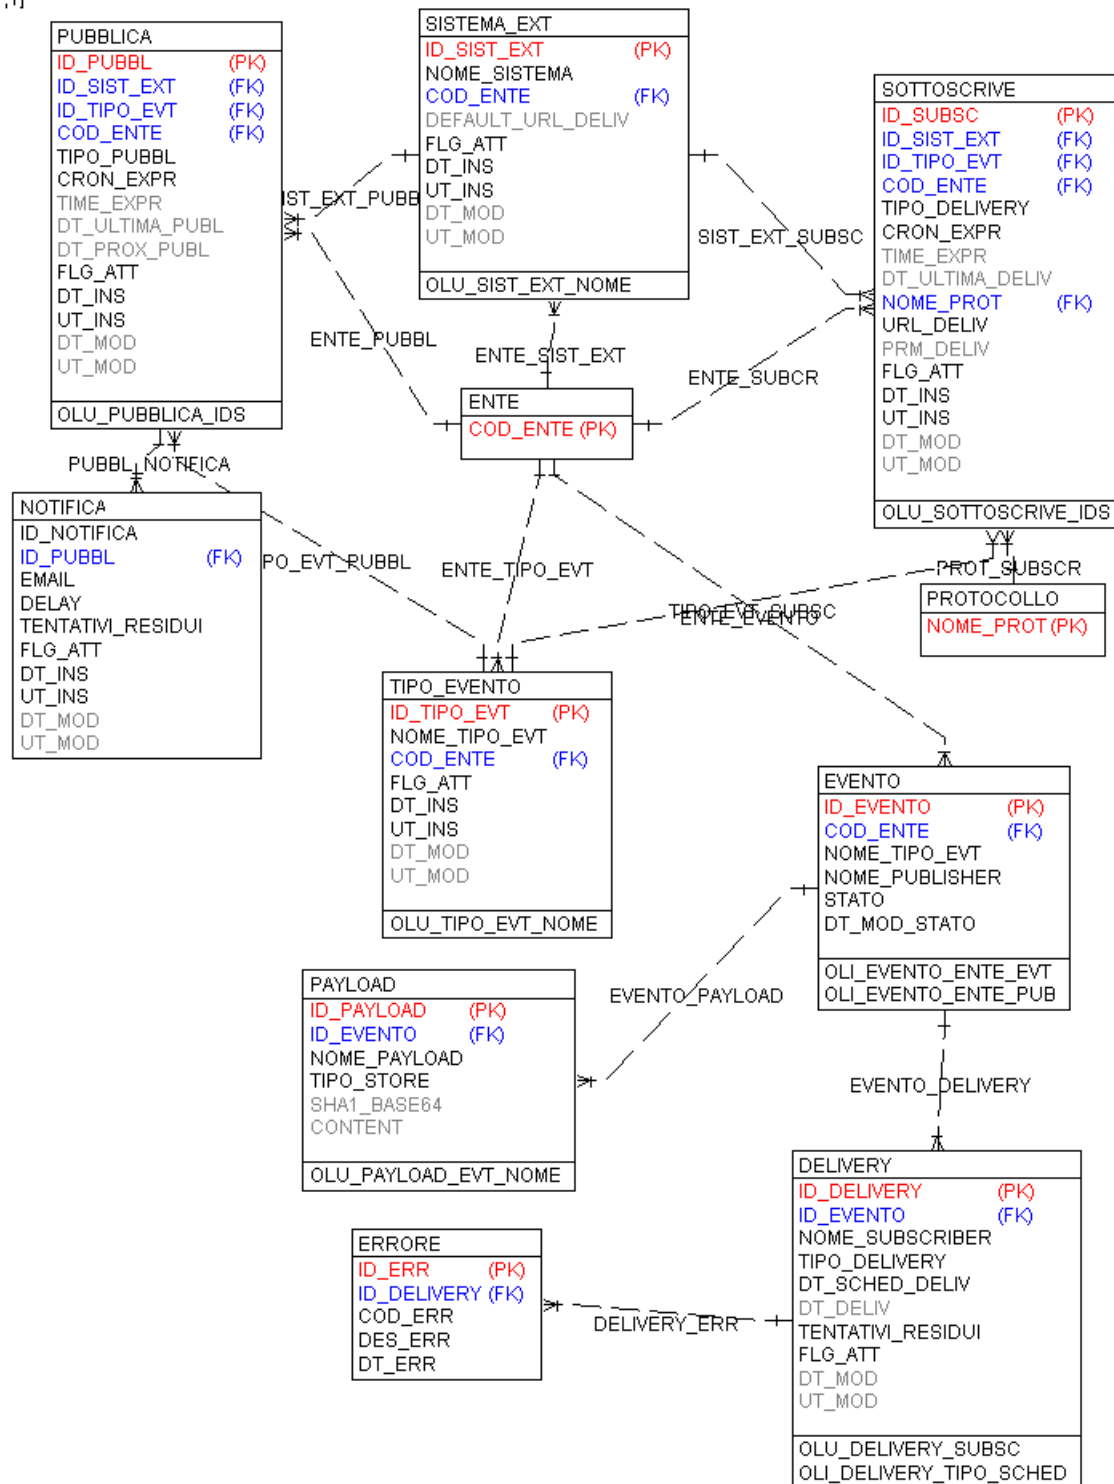 PUBBLICA
ID_PUBBL (PK)
ID_SIST_EXT (FK)
ID_TIPO_EVT (FK)
COD_ENTE (FK)
TIPO_PUBBL
CRON_EXPR
TIME_EXPR
DT_ULTIMA_PUBL
DT_PROX_PUBL
FLG_ATT
DT_INS
UT_INS
DT_MOD
UT_MOD
OLU_PUBBLICA_IDS
SISTEMA_EXT
ID_SIST_EXT (PK)
NOME_SISTEMA
COD_ENTE (FK)
DEFAULT_URL_DELIV
FLG_ATT
DT_INS
UT_INS
DT_MOD
UT_MOD
OLU_SIST_EXT_NOME
SOTTOSCRIVE
ID_SUBSC (PK)
ID_SIST_EXT (FK)
ID_TIPO_EVT (FK)
COD_ENTE (FK)
TIPO_DELIVERY
CRON_EXPR
TIME_EXPR
DT_ULTIMA_DELIV
NOME_PROT (FK)
URL_DELIV
PRM_DELIV
FLG_ATT
DT_INS
UT_INS
DT_MOD
UT_MOD
OLU_SOTTOSCRIVE_IDS
IST_EXT_PUBB
SIST_EXT_SUBSC
ENTE_PUBBL
ENTE_SIST_EXT
ENTE_SUBCR
ENTE
COD_ENTE (PK)
PUBBL_NOTIFICA
NOTIFICA
ID_NOTIFICA
ID_PUBBL (FK)
EMAIL
DELAY
TENTATIVI_RESIDUI
FLG_ATT
DT_INS
UT_INS
DT_MOD
UT_MOD
PO_EVT_PUBBL
ENTE_TIPO_EVT
PROT_SUBSCR
TIPO_EVT_SUBSC
ENTE_EVENTO
PROTOCOLLO
NOME_PROT (PK)
TIPO_EVENTO
ID_TIPO_EVT (PK)
NOME_TIPO_EVT
COD_ENTE (FK)
FLG_ATT
DT_INS
UT_INS
DT_MOD
UT_MOD
OLU_TIPO_EVT_NOME
EVENTO
ID_EVENTO (PK)
COD_ENTE (FK)
NOME_TIPO_EVT
NOME_PUBLISHER
STATO
DT_MOD_STATO
OLI_EVENTO_ENTE_EVT
OLI_EVENTO_ENTE_PUB
PAYLOAD
ID_PAYLOAD (PK)
ID_EVENTO (FK)
NOME_PAYLOAD
TIPO_STORE
SHA1_BASE64
CONTENT
OLU_PAYLOAD_EVT_NOME
EVENTO_PAYLOAD
EVENTO_DELIVERY
DELIVERY
ID_DELIVERY (PK)
ID_EVENTO (FK)
NOME_SUBSCRIBER
TIPO_DELIVERY
DT_SCHED_DELIV
DT_DELIV
TENTATIVI_RESIDUI
FLG_ATT
DT_MOD
UT_MOD
OLU_DELIVERY_SUBSC
OLI_DELIVERY_TIPO_SCHED
ERRORE
ID_ERR (PK)
ID_DELIVERY (FK)
COD_ERR
DES_ERR
DT_ERR
DELIVERY_ERR